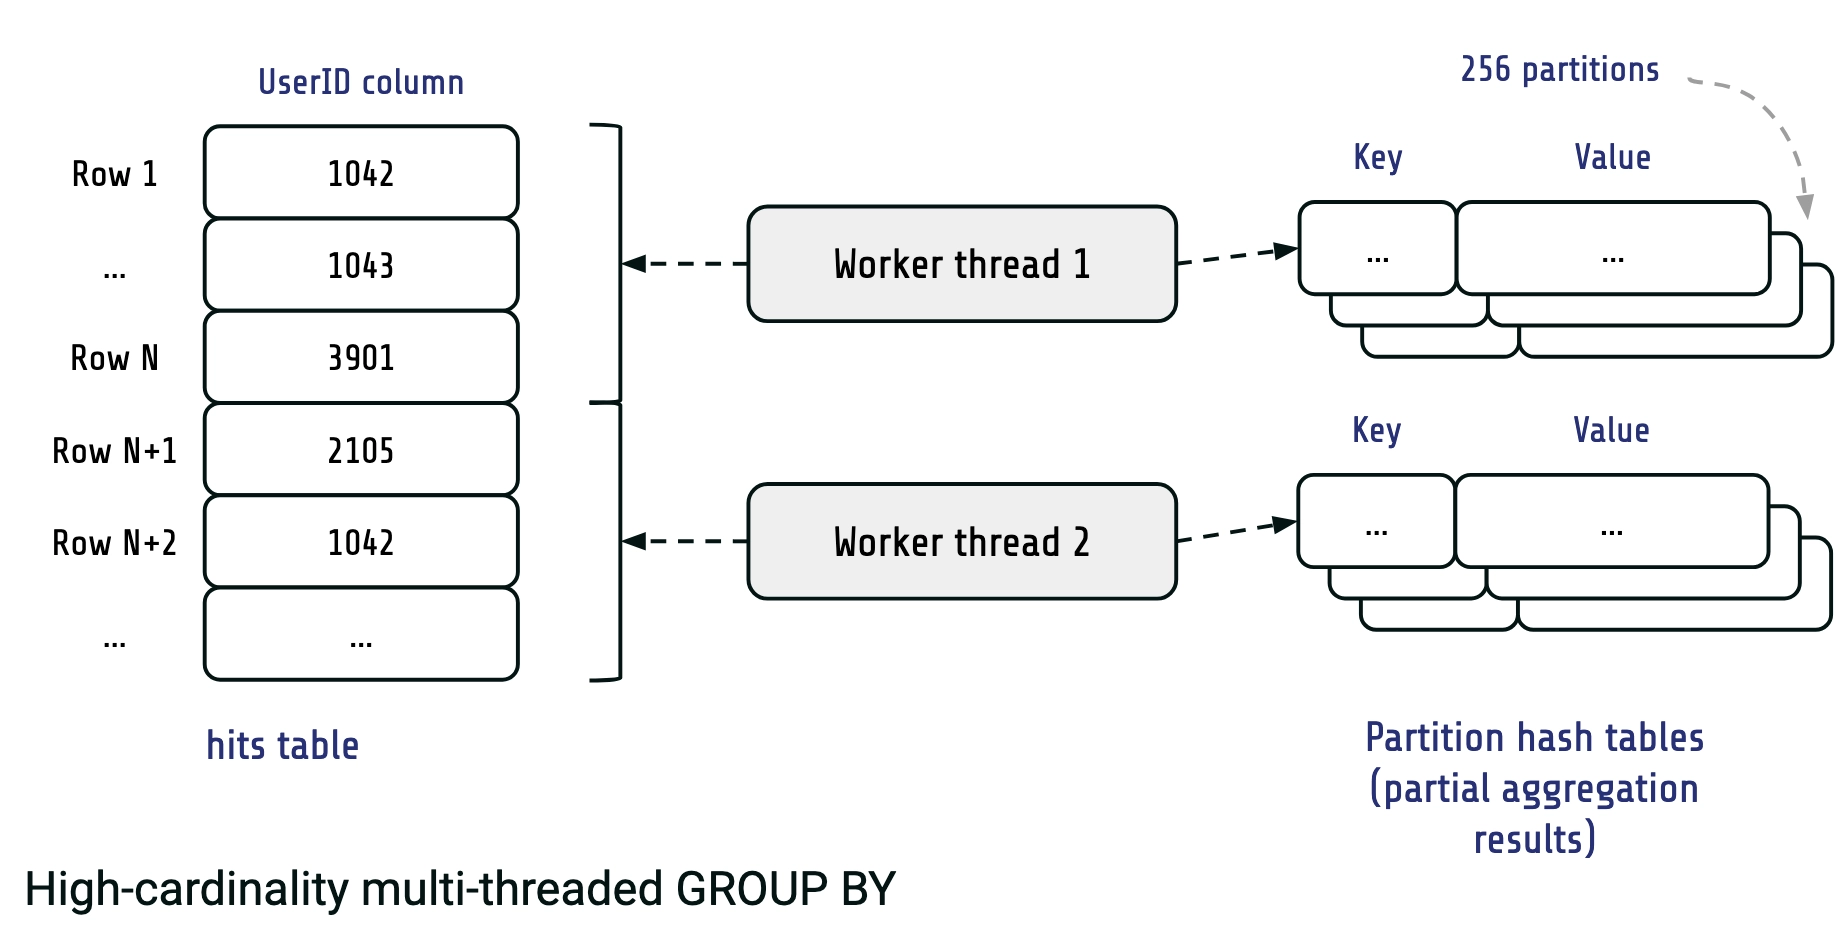 256 partitions
UserID column
Key Value
Row 1 1042
... 1043
Row N 3901
Row N+1 2105
Row N+2 1042
... ...
Worker thread 1
... ...
Key Value
Worker thread 2
... ...
hits table
Partition hash tables
(partial aggregation
results)
High-cardinality multi-threaded GROUP BY